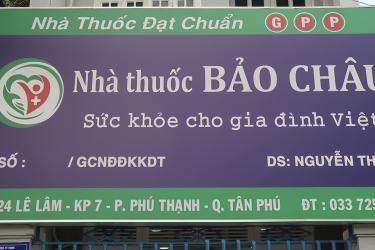 Nhà Thuốc Đạt Chuẩn G P P
Nhà thuốc BẢO CHÂU
Sức khỏe cho gia đình Việt
SỐ : /GCNĐĐKKDT DS: NGUYỄN TH
24 LÊ LÂM - KP 7 - P. PHÚ THẠNH - Q. TÂN PHÚ ĐT : 033 725